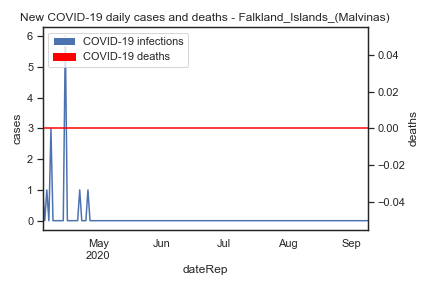 New COVID-19 daily cases and deaths - Falkland_Islands_(Malvinas)
COVID-19 infections
COVID-19 deaths
6
5
4
3
2
1
0
cases
0.04
0.02
0.00
−0.02
−0.04
deaths
May
2020
Jun
Jul
Aug
Sep
dateRep